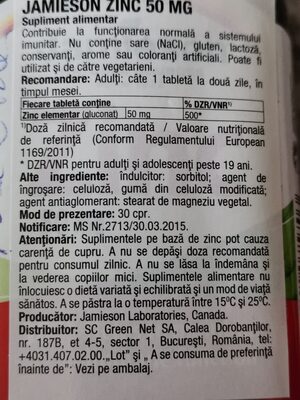 JAMIESON ZINC 50 MG
Supliment alimentar
Contribuie la funcționarea normală a sistemului
imunitar. Nu conține sare (NaCl), gluten, lactoză,
conservanți, arome sau coloranți artificiali. Poate fi
utilizat și de către vegetarieni.
Recomandare: Adulți: câte 1 tabletă la două zile, în
timpul mesei.
Fiecare tabletă conține % DZR/VNR¹⁾
Zinc elementar (gluconat) 50 mg 500*
¹⁾Doză zilnică recomandată / Valoare nutrițională
de referință (Conform Regulamentului European
1169/2011)
* DZR/VNR pentru adulți și adolescenți peste 19 ani.
Alte ingrediente: îndulcitor: sorbitol; agent de
îngroșare: celuloză, gumă din celuloză modificată;
agent antiaglomerant: stearat de magneziu vegetal.
Mod de prezentare: 30 cpr.
Notificare: MS Nr.2713/30.03.2015.
Atenționări: Suplimentele pe bază de zinc pot cauza
carență de cupru. A nu se depăși doza recomandată
pentru consumul zilnic. A nu se lăsa la îndemâna și
la vederea copiilor mici. Suplimentele alimentare nu
înlocuiesc o dietă variată și echilibrată și un mod de viață
sănătos. A se păstra la o temperatură între 15ºC și 25ºC.
Producător: Jamieson Laboratories, Canada.
Distribuitor: SC Green Net SA, Calea Dorobanților,
nr. 187B, et 4-5, sector 1, București, România, tel:
+4031.407.02.00.„Lot” și „ A se consuma de preferință
înainte de”: Vezi pe ambalaj.